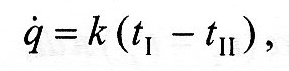 q̇ = k (t_I − t_II),